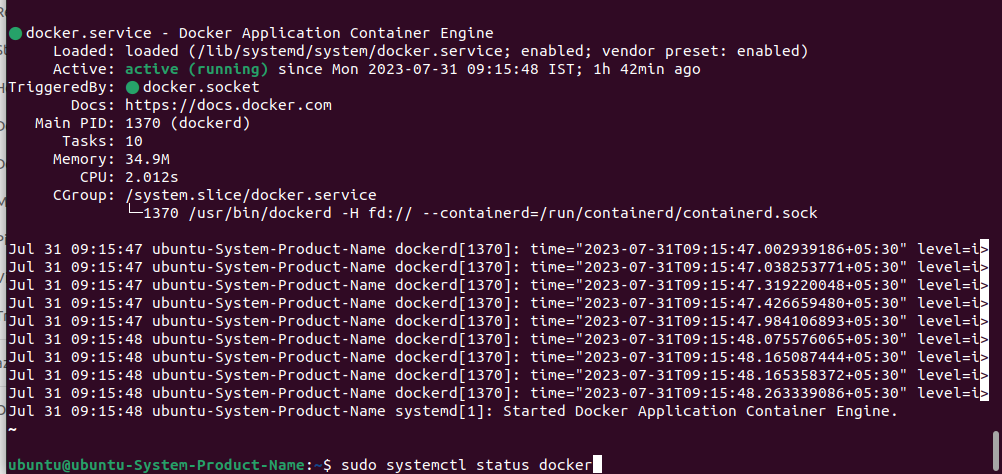 docker.service - Docker Application Container Engine
Loaded: loaded (/lib/systemd/system/docker.service; enabled; vendor preset: enabled)
Active: active (running) since Mon 2023-07-31 09:15:48 IST; 1h 42min ago
TriggeredBy: ● docker.socket
Docs: https://docs.docker.com
Main PID: 1370 (dockerd)
Tasks: 10
Memory: 34.9M
CPU: 2.012s
CGroup: /system.slice/docker.service
└─1370 /usr/bin/dockerd -H fd:// --containerd=/run/containerd/containerd.sock
Jul 31 09:15:47 ubuntu-System-Product-Name dockerd[1370]: time="2023-07-31T09:15:47.002939186+05:30" level=i>
Jul 31 09:15:47 ubuntu-System-Product-Name dockerd[1370]: time="2023-07-31T09:15:47.038253771+05:30" level=i>
Jul 31 09:15:47 ubuntu-System-Product-Name dockerd[1370]: time="2023-07-31T09:15:47.319220048+05:30" level=i>
Jul 31 09:15:47 ubuntu-System-Product-Name dockerd[1370]: time="2023-07-31T09:15:47.426659480+05:30" level=i>
Jul 31 09:15:47 ubuntu-System-Product-Name dockerd[1370]: time="2023-07-31T09:15:47.984106893+05:30" level=i>
Jul 31 09:15:48 ubuntu-System-Product-Name dockerd[1370]: time="2023-07-31T09:15:48.075576065+05:30" level=i>
Jul 31 09:15:48 ubuntu-System-Product-Name dockerd[1370]: time="2023-07-31T09:15:48.165087444+05:30" level=i>
Jul 31 09:15:48 ubuntu-System-Product-Name dockerd[1370]: time="2023-07-31T09:15:48.165358372+05:30" level=i>
Jul 31 09:15:48 ubuntu-System-Product-Name dockerd[1370]: time="2023-07-31T09:15:48.263339086+05:30" level=i>
Jul 31 09:15:48 ubuntu-System-Product-Name systemd[1]: Started Docker Application Container Engine.
~
ubuntu@ubuntu-System-Product-Name:~$ sudo systemctl status docker